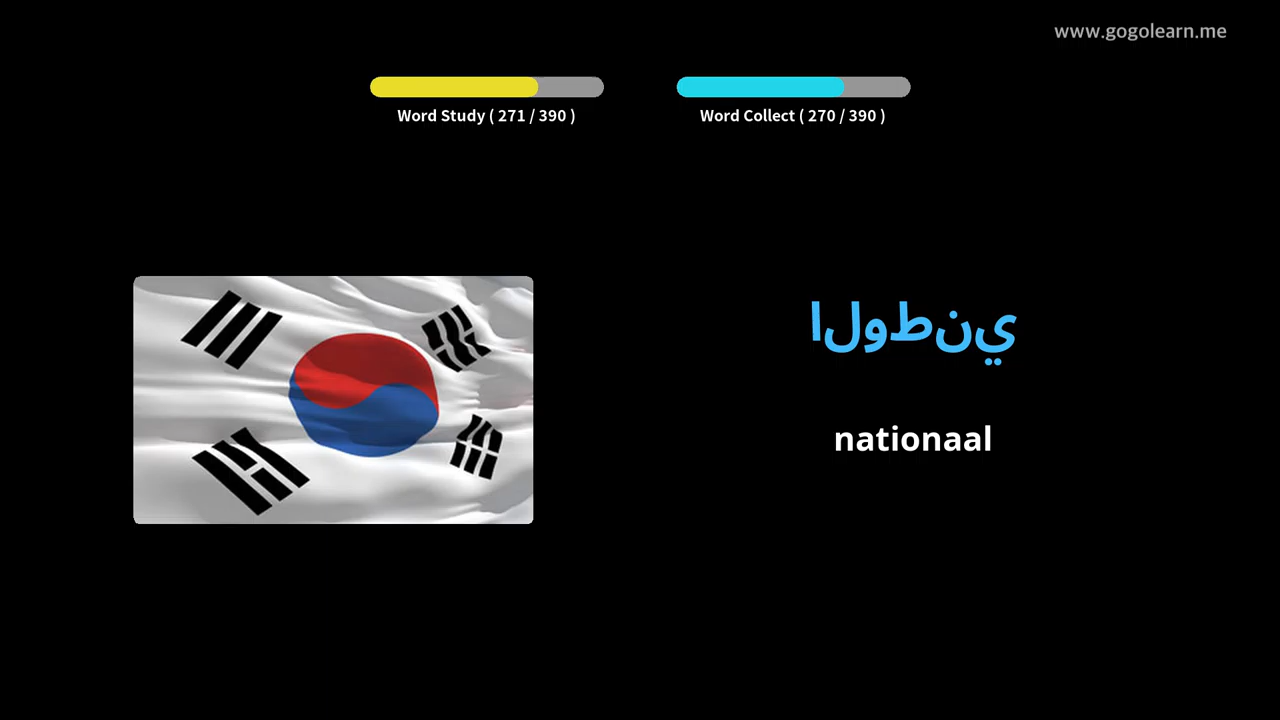 www.gogolearn.me
Word Study ( 271 / 390 )
Word Collect ( 270 / 390 )
الوطني
nationaal